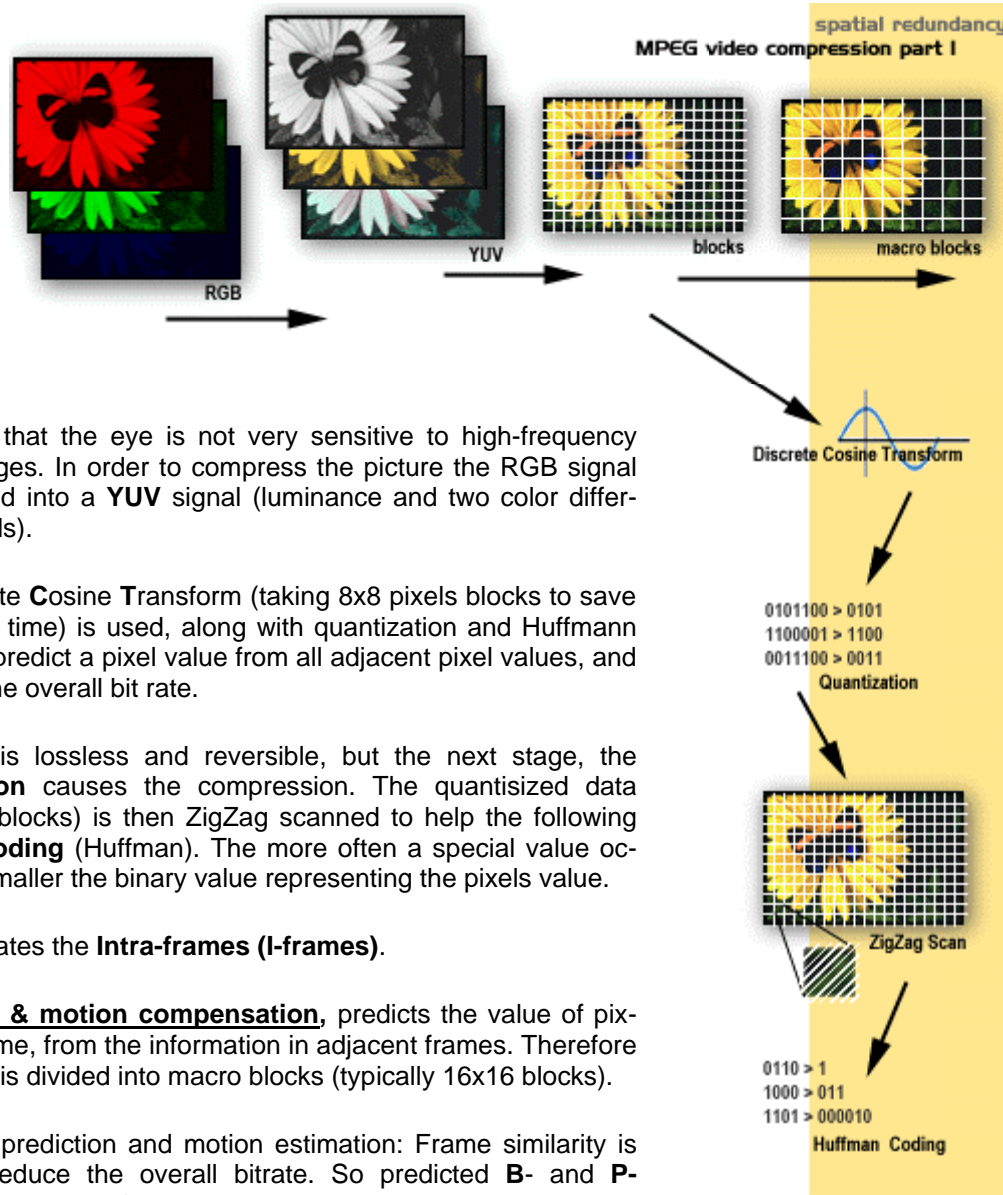 spatial redundancy
MPEG video compression part I
RGB
YUV
blocks
macro blocks
that the eye is not very sensitive to high-frequency
ges. In order to compress the picture the RGB signal
d into a YUV signal (luminance and two color differ-
ls).
te Cosine Transform (taking 8x8 pixels blocks to save
time) is used, along with quantization and Huffmann
predict a pixel value from all adjacent pixel values, and
he overall bit rate.
is lossless and reversible, but the next stage, the
on causes the compression. The quantisized data
blocks) is then ZigZag scanned to help the following
oding (Huffman). The more often a special value oc-
maller the binary value representing the pixels value.
ates the Intra-frames (I-frames).
& motion compensation, predicts the value of pix-
me, from the information in adjacent frames. Therefore
is divided into macro blocks (typically 16x16 blocks).
prediction and motion estimation: Frame similarity is
educe the overall bitrate. So predicted B- and P-
Discrete Cosine Transform
0101100 > 0101
1100001 > 1100
0011100 > 0011
Quantization
ZigZag Scan
0110 > 1
1000 > 011
1101 > 000010
Huffman Coding